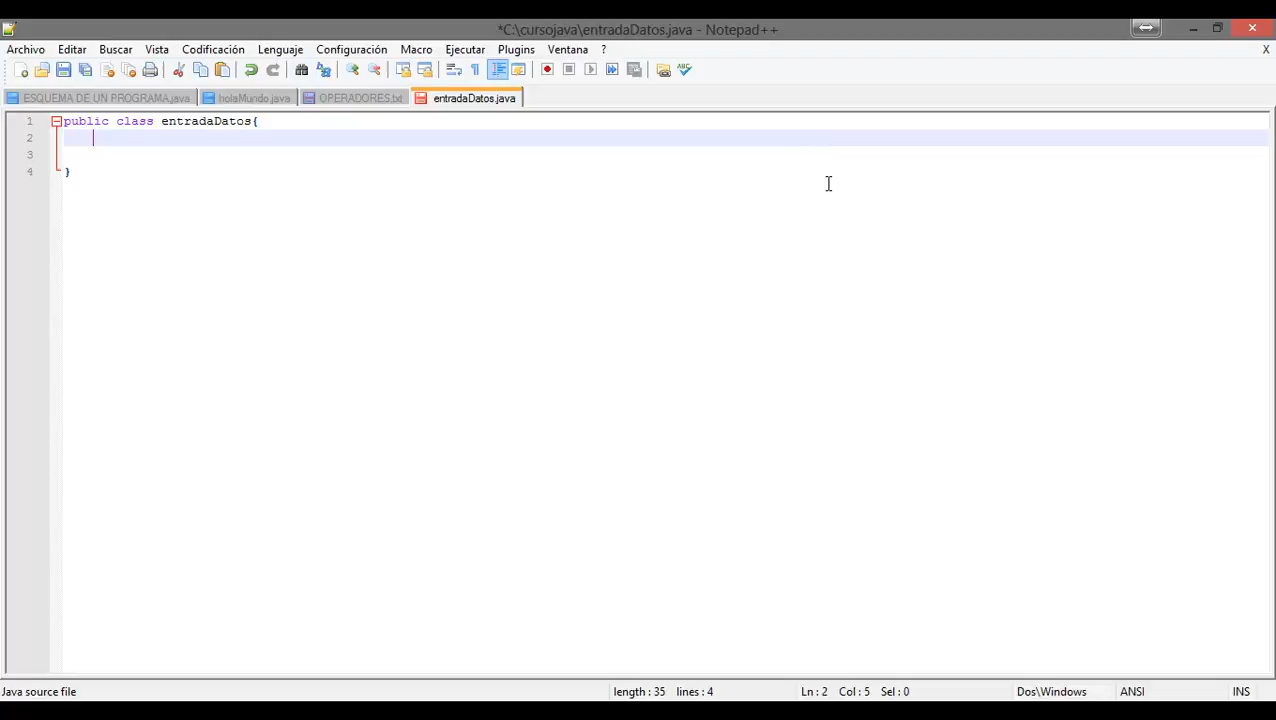 *C:\cursojava\entradaDatos.java - Notepad++
Archivo Editar Buscar Vista Codificación Lenguaje Configuración Macro Ejecutar Plugins Ventana ? X
ESQUEMA DE UN PROGRAMA.java holaMundo.java OPERADORES.txt entradaDatos.java
1 public class entradaDatos{
2
3
4 }
Java source file length : 35 lines : 4 Ln : 2 Col : 5 Sel : 0 Dos\Windows ANSI INS